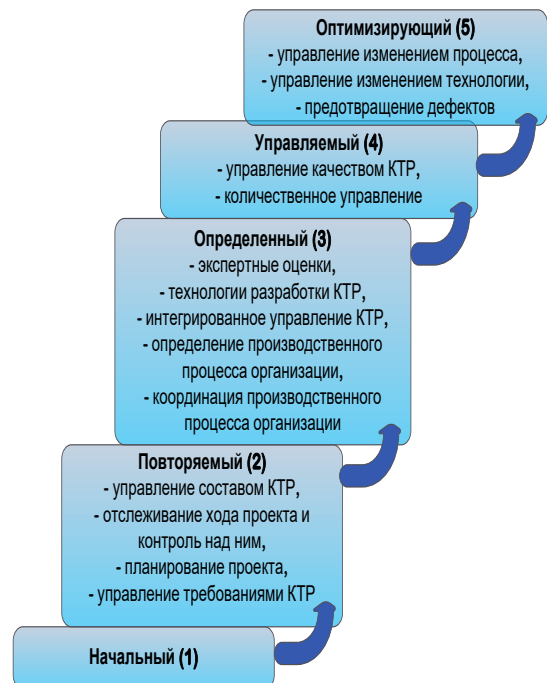 Оптимизирующий (5)
- управление изменением процесса,
- управление изменением технологии,
- предотвращение дефектов
Управляемый (4)
- управление качеством КТР,
- количественное управление
Определенный (3)
- экспертные оценки,
- технологии разработки КТР,
- интегрированное управление КТР,
- определение производственного
процесса организации,
- координация производственного
процесса организации
Повторяемый (2)
- управление составом КТР,
- отслеживание хода проекта и
контроль над ним,
- планирование проекта,
- управление требованиями КТР
Начальный (1)